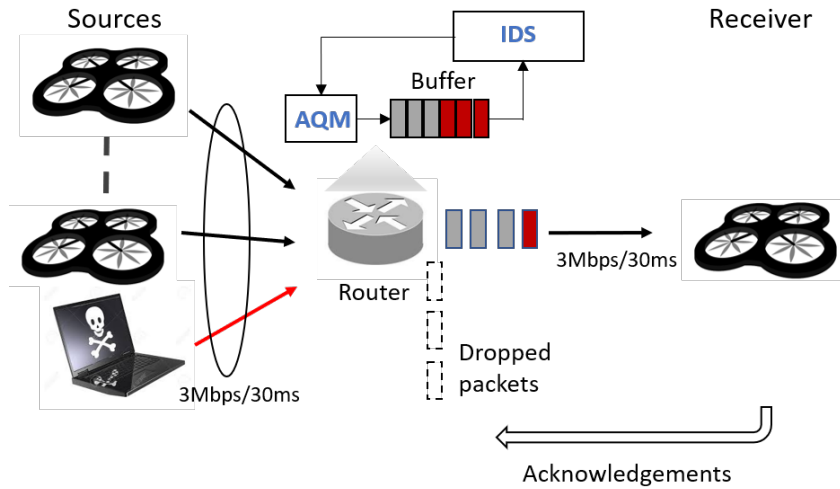 Sources
IDS
Receiver
Buffer
AQM
3Mbps/30ms
Router
Dropped
packets
3Mbps/30ms
Acknowledgements